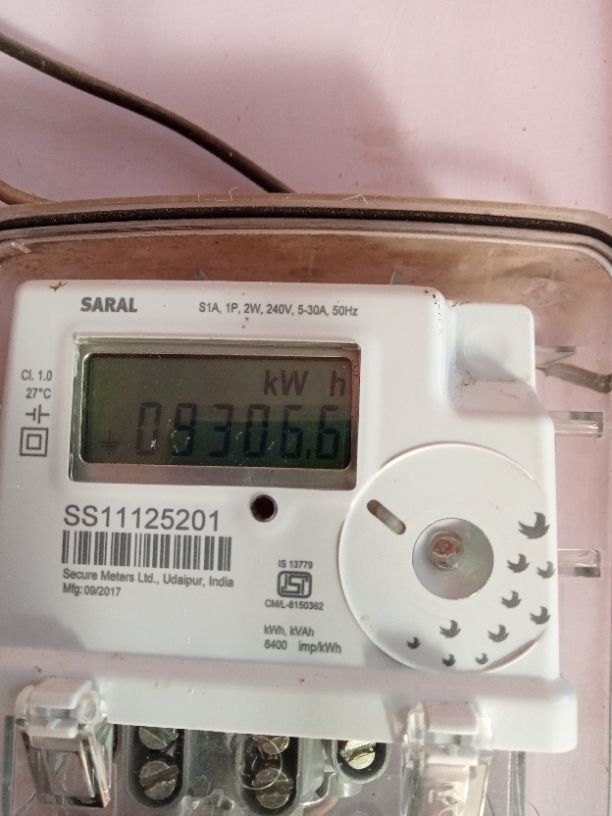 SARAL
S1A, 1P, 2W, 240V, 5-30A, 50Hz
Cl. 1.0
27°C
kW h
09306.6
SS11125201
Secure Meters Ltd., Udaipur, India
Mfg: 09/2017
IS 13779
ISI
CM/L-8150362
kWh, kVAh
6400 imp/kWh